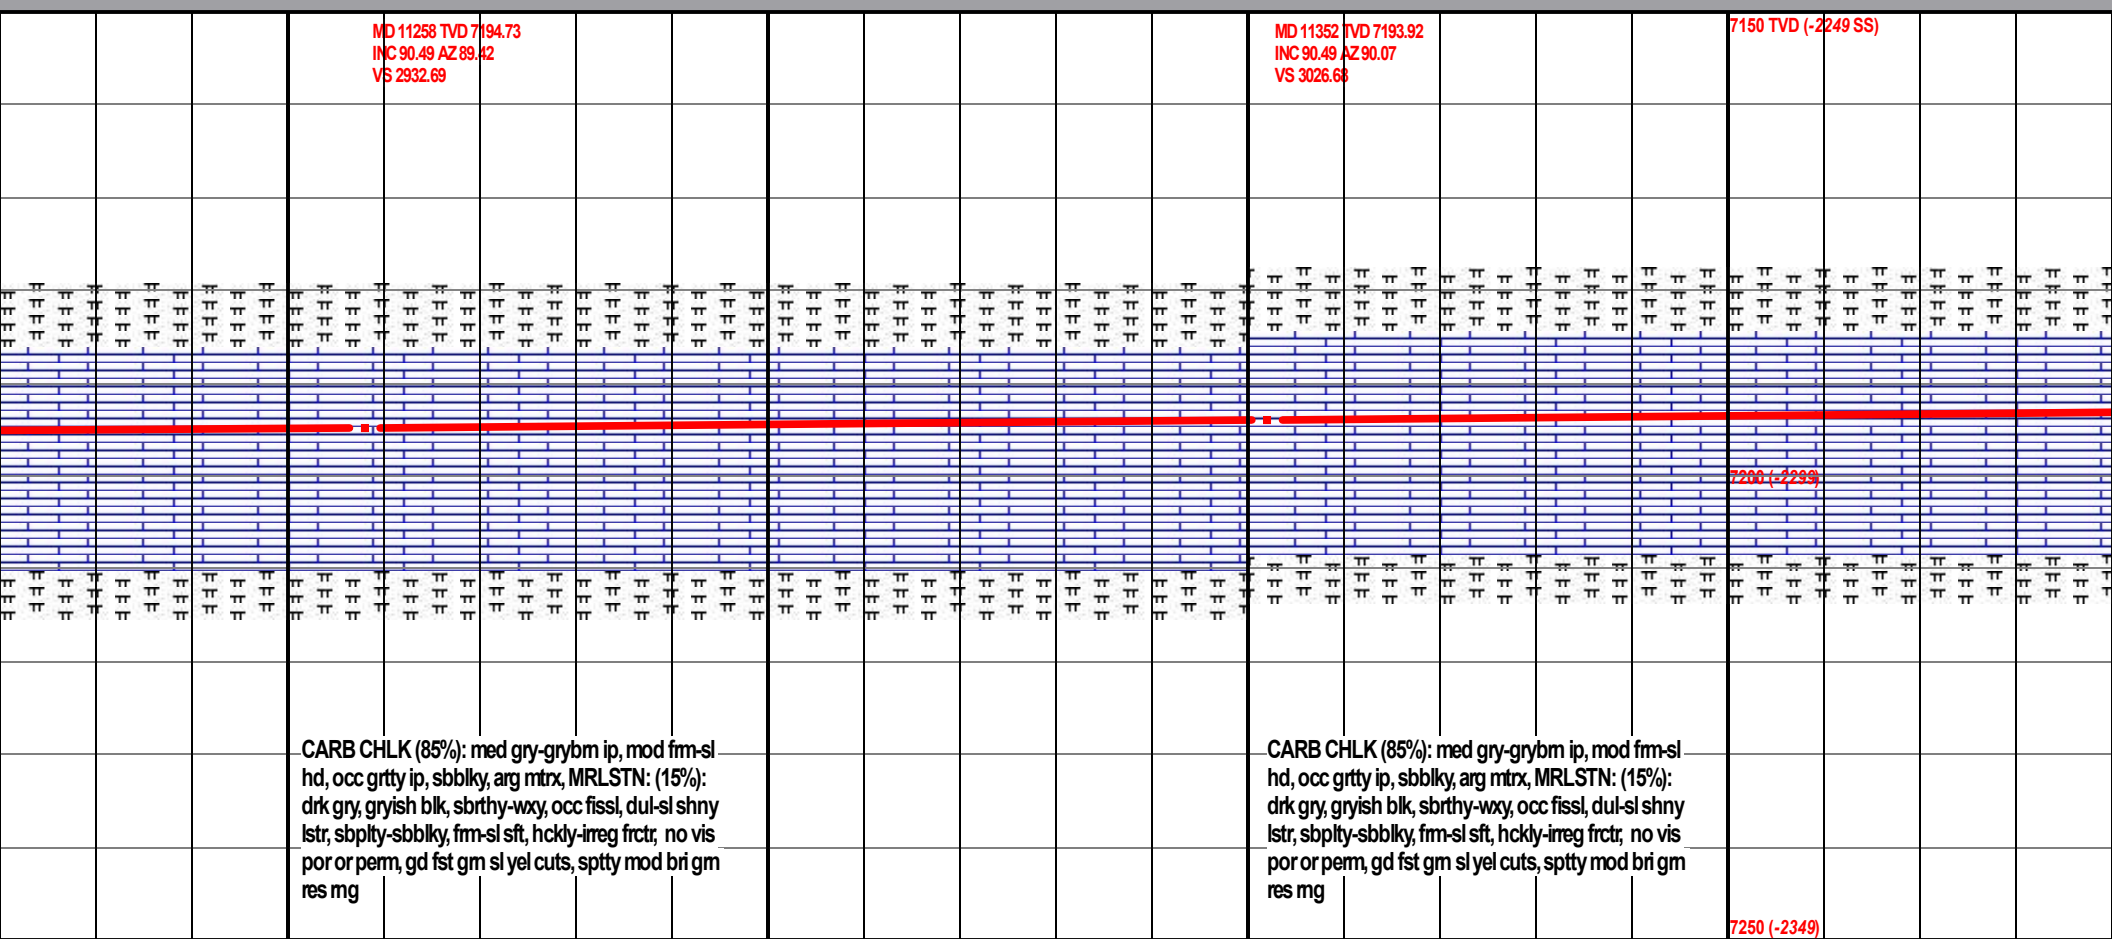 MD 11258 TVD 7194.73
INC 90.49 AZ 89.42
VS 2932.69
MD 11352 TVD 7193.92
INC 90.49 AZ 90.07
VS 3026.68
7150 TVD (-2249 SS)
7200 (-2299)
CARB CHLK (85%): med gry-grybrn ip, mod frm-sl
hd, occ grtty ip, sbblky, arg mtrx, MRLSTN: (15%):
drk gry, gryish blk, sbrthy-wxy, occ fissl, dul-sl shny
lstr, sbplty-sbblky, frm-sl sft, hckly-irreg frctr, no vis
por or perm, gd fst grn sl yel cuts, sptty mod bri grn
res rng
CARB CHLK (85%): med gry-grybrn ip, mod frm-sl
hd, occ grtty ip, sbblky, arg mtrx, MRLSTN: (15%):
drk gry, gryish blk, sbrthy-wxy, occ fissl, dul-sl shny
lstr, sbplty-sbblky, frm-sl sft, hckly-irreg frctr, no vis
por or perm, gd fst grn sl yel cuts, sptty mod bri grn
res rng
7250 (-2349)